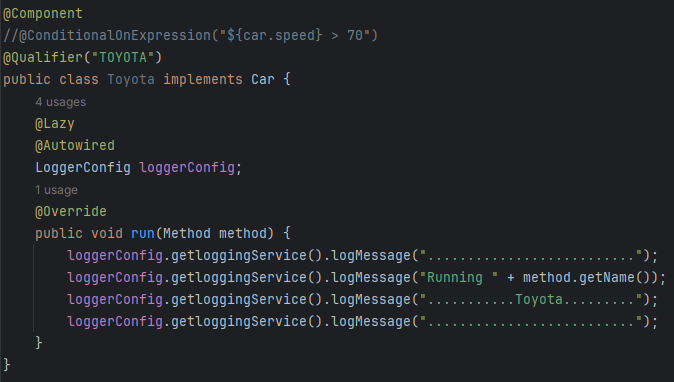 @Component
//@ConditionalOnExpression("${car.speed} > 70")
@Qualifier("TOYOTA")
public class Toyota implements Car {
4 usages
@Lazy
@Autowired
LoggerConfig loggerConfig;
1 usage
@Override
public void run(Method method) {
loggerConfig.getloggingService().logMessage("..........................");
loggerConfig.getloggingService().logMessage("Running " + method.getName());
loggerConfig.getloggingService().logMessage("...........Toyota.........");
loggerConfig.getloggingService().logMessage("..........................");
}
}